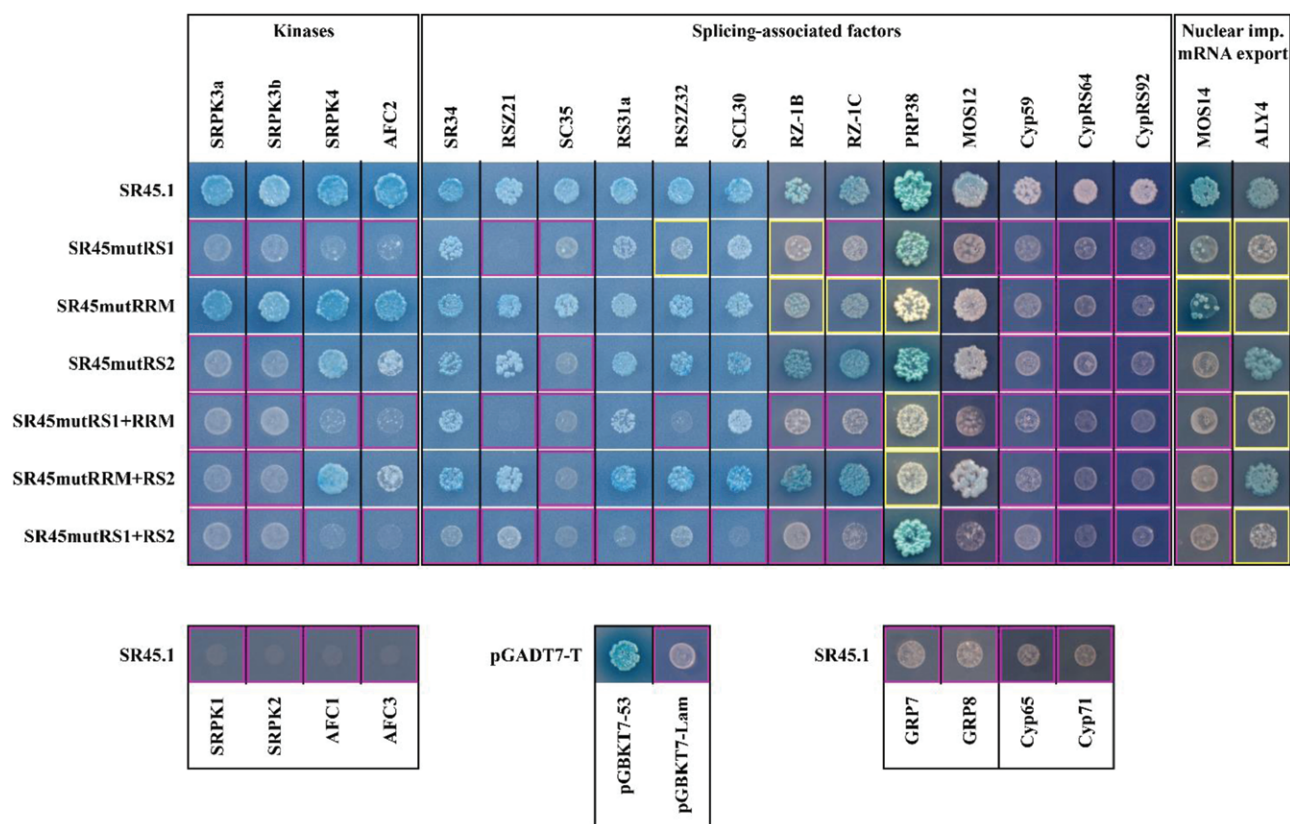 Kinases
Splicing-associated factors
Nuclear imp.
mRNA export
SRPK3a
SRPK3b
SRPK4
AFC2
SR34
RSZ21
SC35
RS31a
RS2Z32
SCL30
RZ-1B
RZ-1C
PRP38
MOS12
Cyp59
CypRS64
CypRS92
MOS14
ALY4
SR45.1
SR45mutRS1
SR45mutRRM
SR45mutRS2
SR45mutRS1+RRM
SR45mutRRM+RS2
SR45mutRS1+RS2
SR45.1
SRPK1
SRPK2
AFC1
AFC3
pGADT7-T
pGBKT7-53
pGBKT7-Lam
SR45.1
GRP7
GRP8
Cyp65
Cyp71